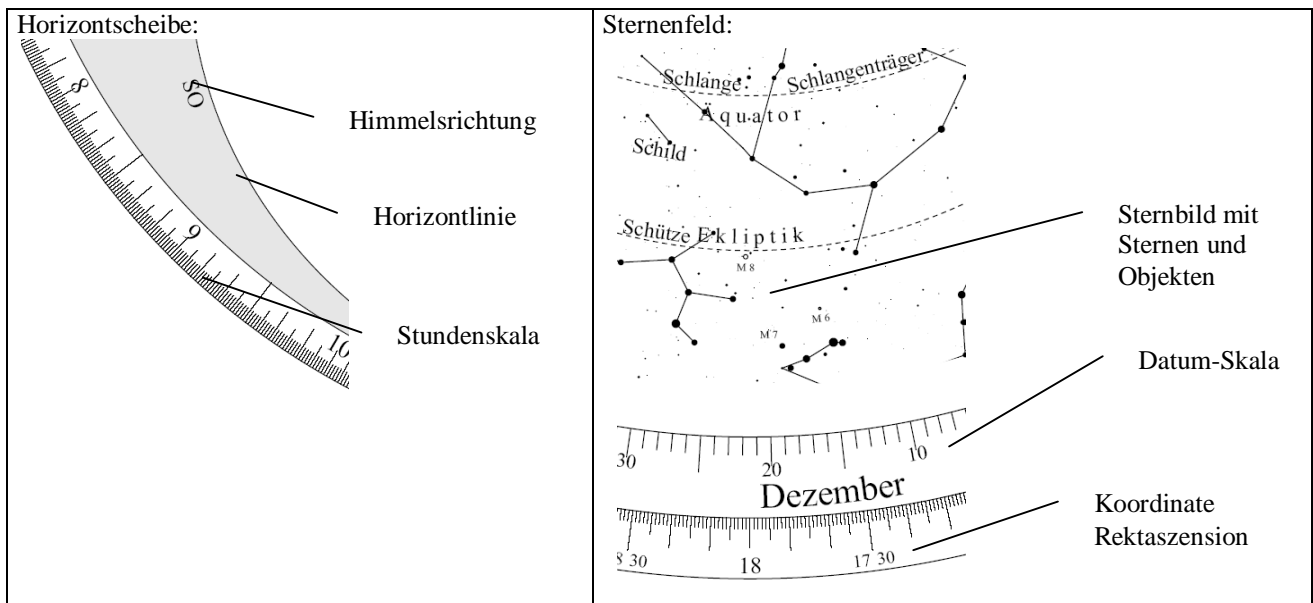 Horizontscheibe:
8
SO
Himmelsrichtung
Horizontlinie
9
Stundenskala
10
Sternenfeld:
Schlange
Schlangenträger
Äquator
Schild
Schütze Ekliptik
M 8
M 7
M 6
Sternbild mit
Sternen und
Objekten
Datum-Skala
30
20
10
Dezember
Koordinate
Rektaszension
8 30
18
17 30